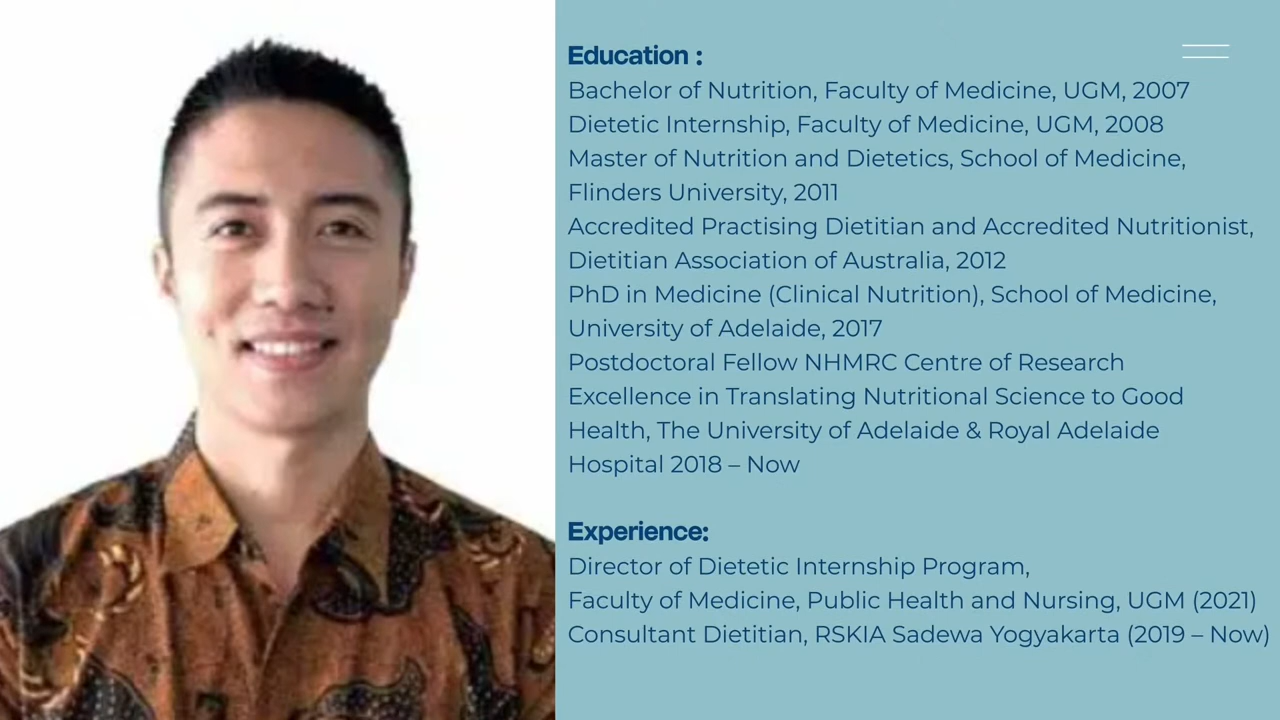 Education :
Bachelor of Nutrition, Faculty of Medicine, UGM, 2007
Dietetic Internship, Faculty of Medicine, UGM, 2008
Master of Nutrition and Dietetics, School of Medicine,
Flinders University, 2011
Accredited Practising Dietitian and Accredited Nutritionist,
Dietitian Association of Australia, 2012
PhD in Medicine (Clinical Nutrition), School of Medicine,
University of Adelaide, 2017
Postdoctoral Fellow NHMRC Centre of Research
Excellence in Translating Nutritional Science to Good
Health, The University of Adelaide & Royal Adelaide
Hospital 2018 – Now
Experience:
Director of Dietetic Internship Program,
Faculty of Medicine, Public Health and Nursing, UGM (2021)
Consultant Dietitian, RSKIA Sadewa Yogyakarta (2019 – Now)